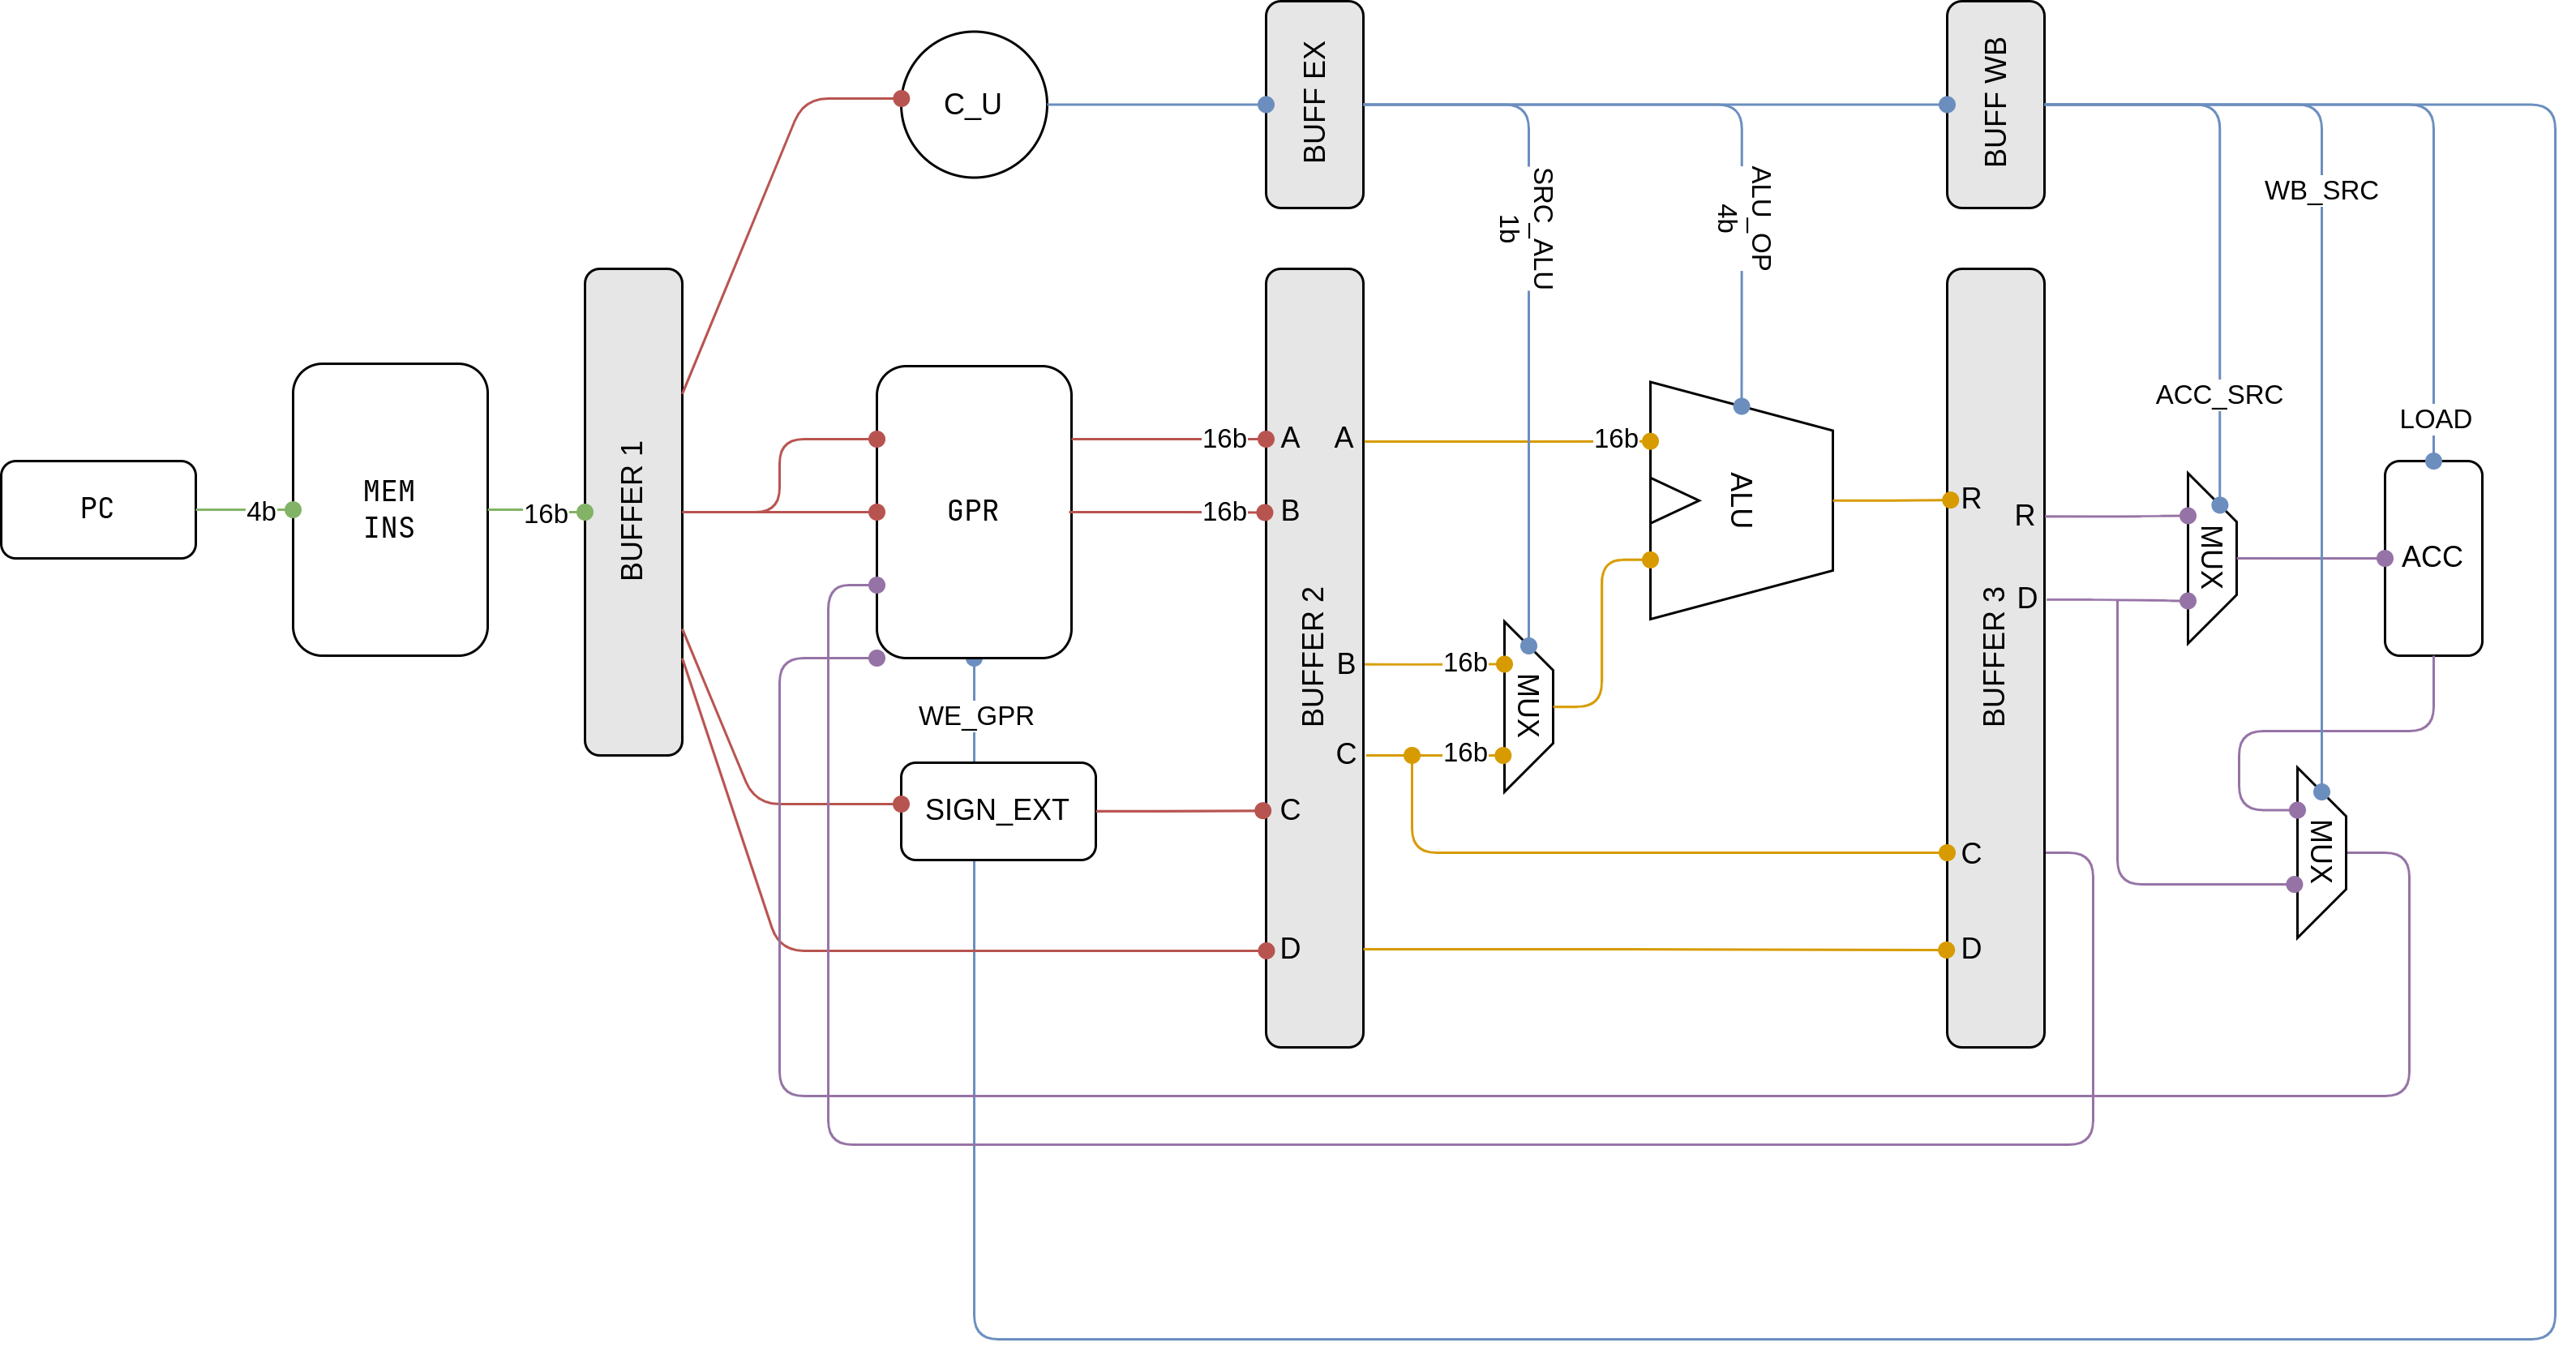 C_U
BUFF EX
BUFF WB
SRC_ALU
1b
ALU_OP
4b
WB_SRC
ACC_SRC
LOAD
PC
4b
MEM
INS
16b
BUFFER 1
GPR
16b
16b
A
B
A
16b
ALU
R
R
D
MUX
ACC
WE_GPR
SIGN_EXT
BUFFER 2
B
16b
C
16b
MUX
C
D
BUFFER 3
C
D
MUX